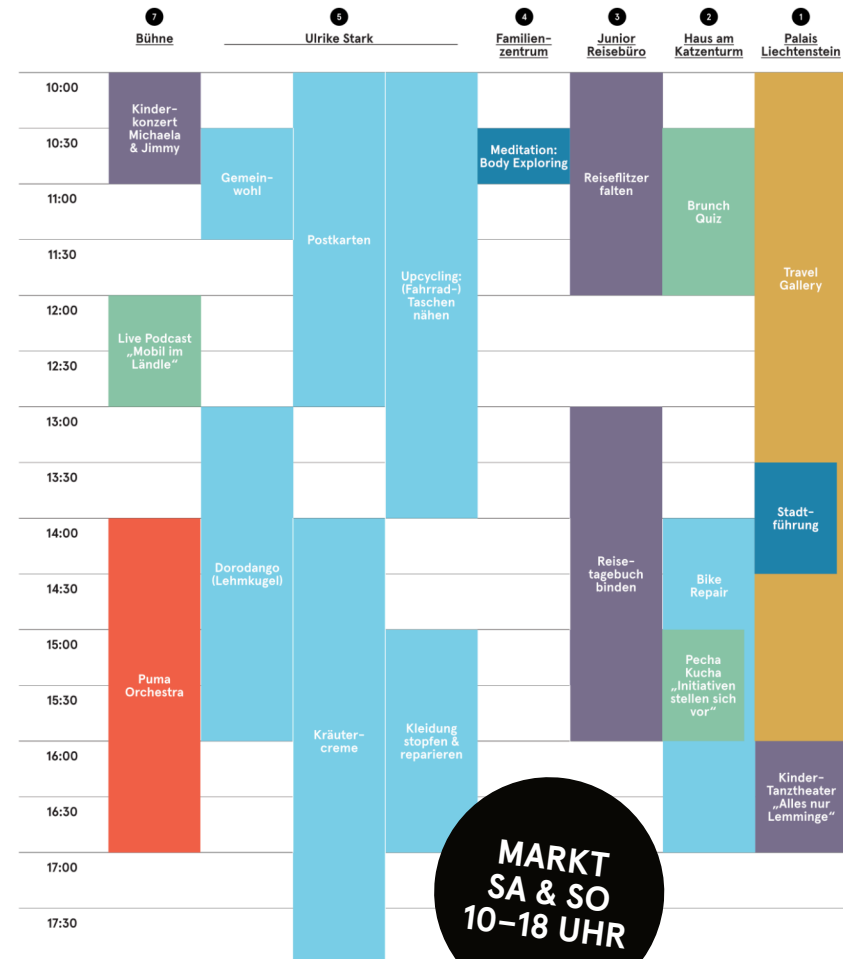 7
Bühne
5
Ulrike Stark
4
Familien-
zentrum
3
Junior
Reisebüro
2
Haus am
Katzenturm
1
Palais
Liechtenstein
10:00
10:30
11:00
11:30
12:00
12:30
13:00
13:30
14:00
14:30
15:00
15:30
16:00
16:30
17:00
17:30
Kinder-
konzert
Michaela
& Jimmy
Live Podcast
„Mobil im
Ländle“
Puma
Orchestra
Gemein-
wohl
Dorodango
(Lehmkugel)
Postkarten
Kräuter-
creme
Upcycling:
(Fahrrad-)
Taschen
nähen
Kleidung
stopfen &
reparieren
Meditation:
Body Exploring
Reiseflitzer
falten
Reise-
tagebuch
binden
Brunch
Quiz
Bike
Repair
Pecha
Kucha
„Initiativen
stellen sich
vor“
Travel
Gallery
Stadt-
führung
Kinder-
Tanztheater
„Alles nur
Lemminge“
MARKT
SA & SO
10–18 UHR